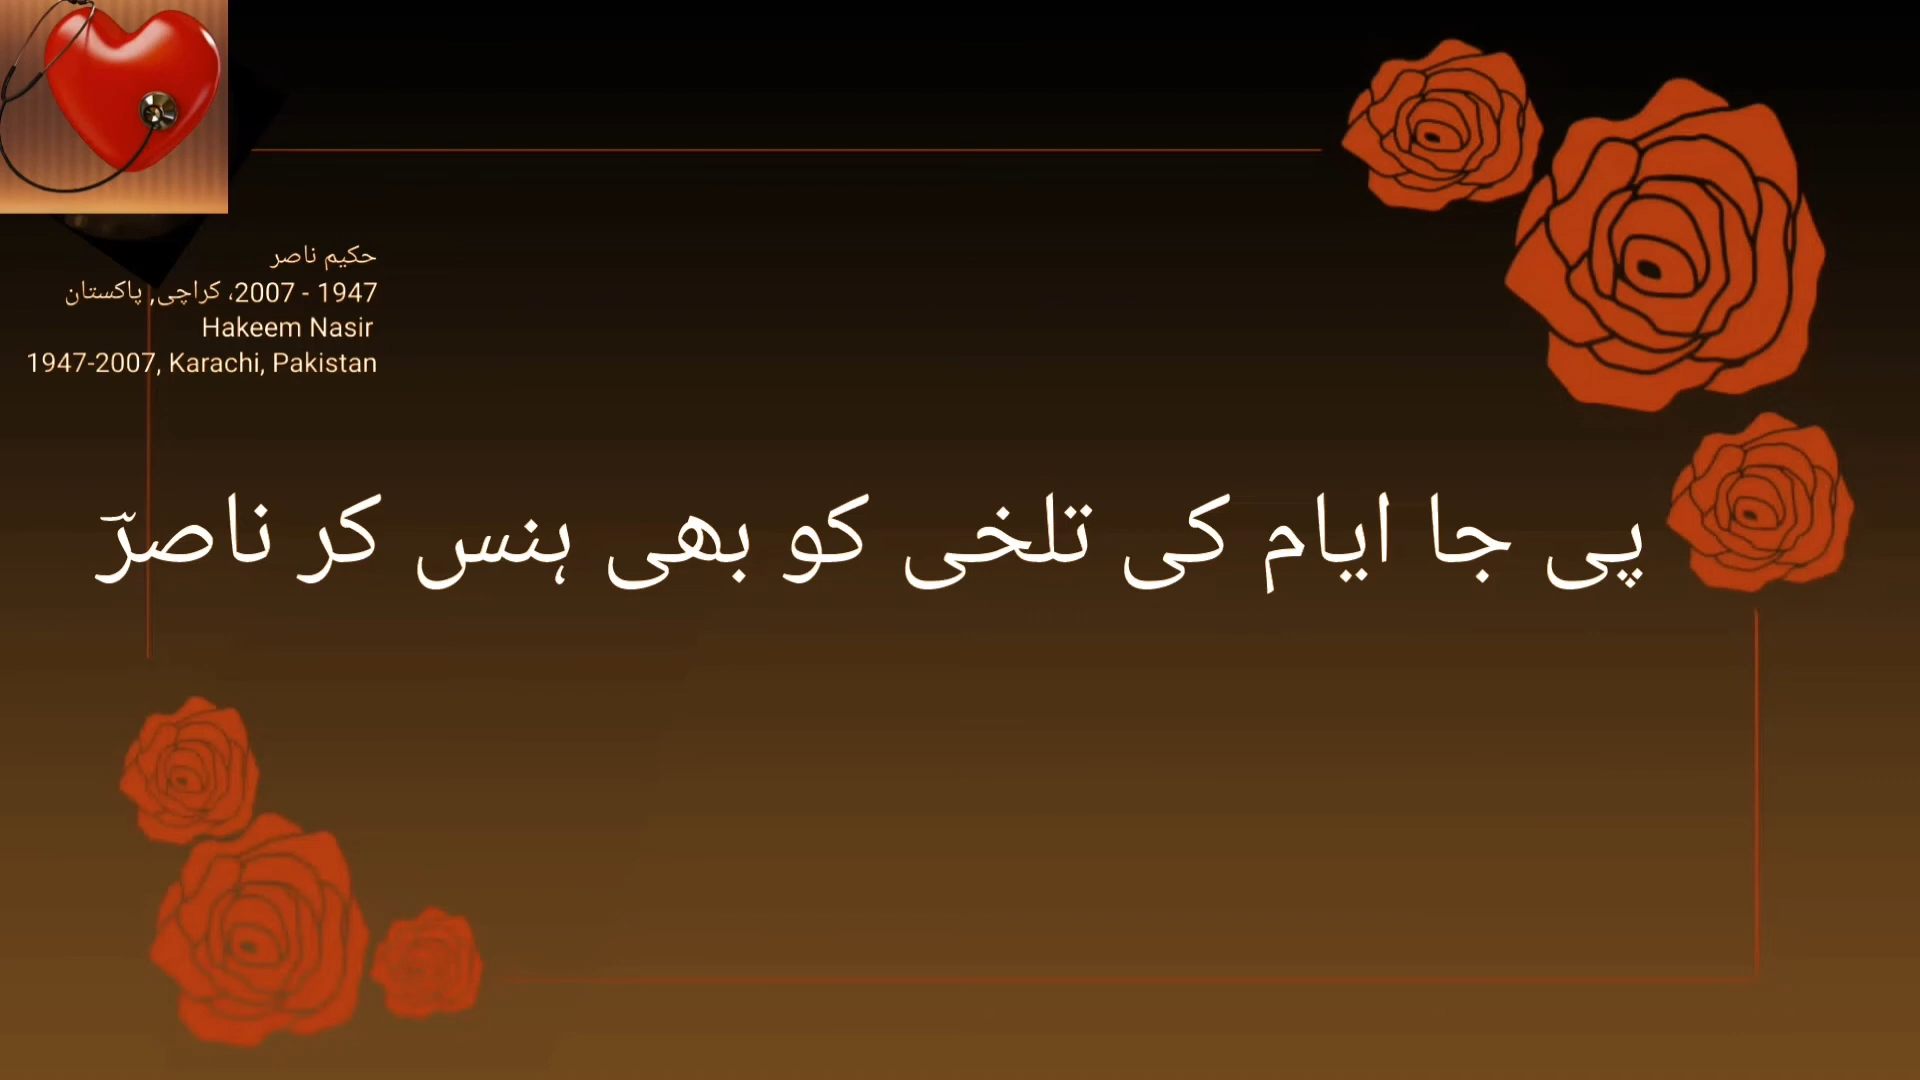 حکیم ناصر
1947 - 2007، کراچی, پاکستان
Hakeem Nasir
1947-2007, Karachi, Pakistan
پی جا ایام کی تلخی کو بھی ہنس کر ناصرؔ